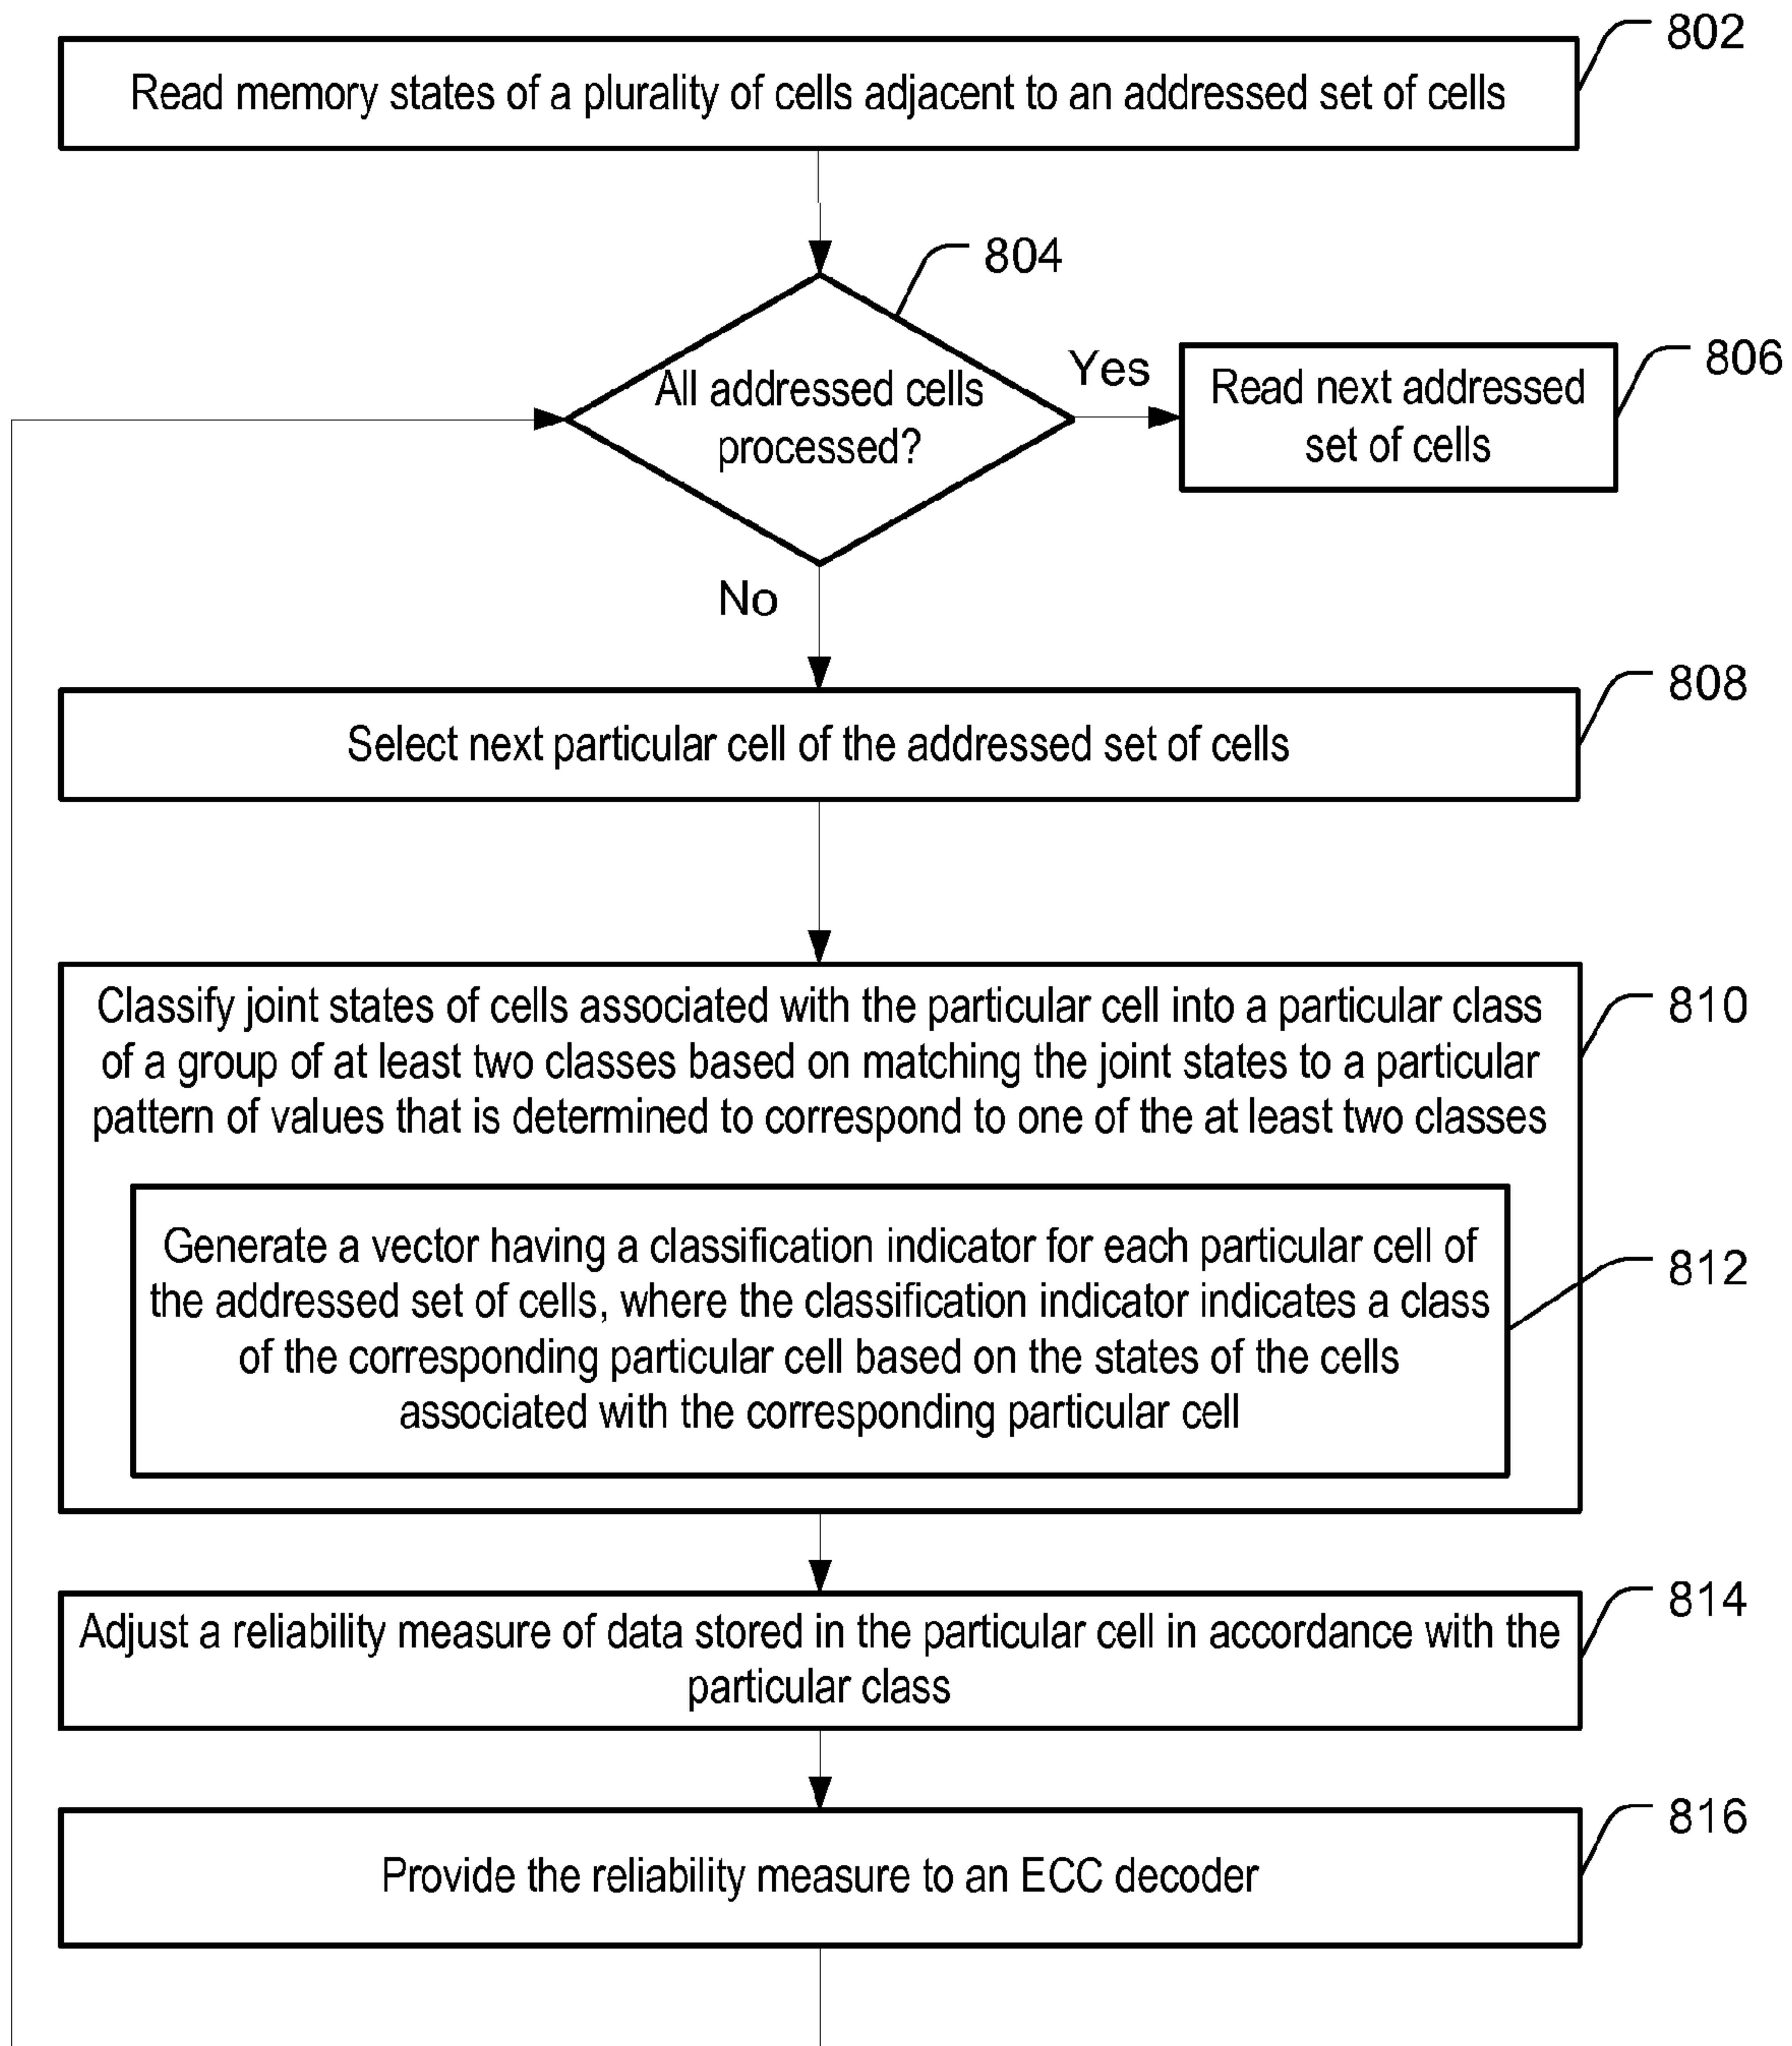 802
Read memory states of a plurality of cells adjacent to an addressed set of cells
804
All addressed cells
processed?
Yes
806
Read next addressed
set of cells
No
808
Select next particular cell of the addressed set of cells
810
Classify joint states of cells associated with the particular cell into a particular class
of a group of at least two classes based on matching the joint states to a particular
pattern of values that is determined to correspond to one of the at least two classes
812
Generate a vector having a classification indicator for each particular cell of
the addressed set of cells, where the classification indicator indicates a class
of the corresponding particular cell based on the states of the cells
associated with the corresponding particular cell
814
Adjust a reliability measure of data stored in the particular cell in accordance with the
particular class
816
Provide the reliability measure to an ECC decoder